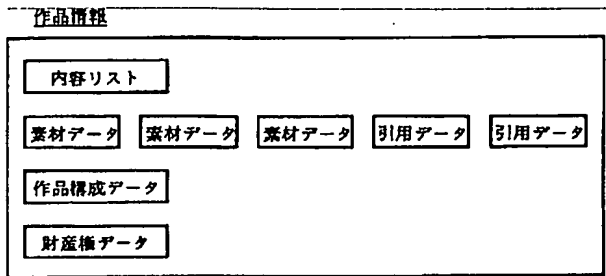 作品情報
内容リスト
素材データ 素材データ 素材データ 引用データ 引用データ
作品構成データ
財産権データ